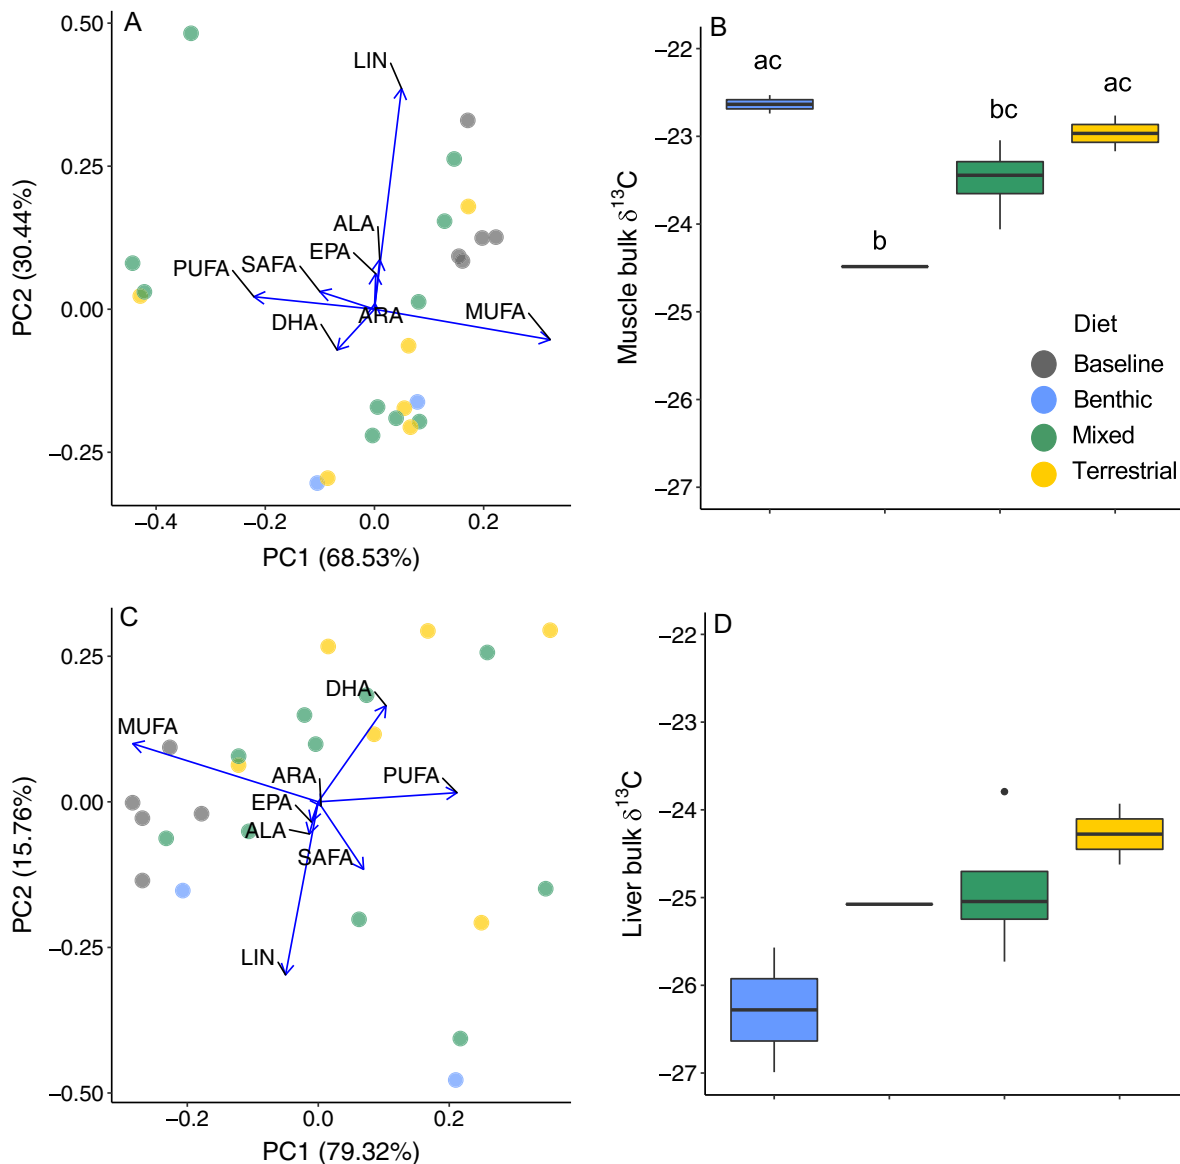 A
0.50
0.25
0.00
−0.25
PC2 (30.44%)
LIN
ALA
EPA
SAFA
PUFA
DHA
ARA
MUFA
−0.4
−0.2
0.0
0.2
PC1 (68.53%)
B
−22
−23
−24
−25
−26
−27
Muscle bulk δ¹³C
ac
b
bc
ac
Diet
Baseline
Benthic
Mixed
Terrestrial
C
0.25
0.00
−0.25
−0.50
PC2 (15.76%)
DHA
MUFA
ARA
PUFA
EPA
ALA
SAFA
LIN
−0.2
0.0
0.2
PC1 (79.32%)
D
−22
−23
−24
−25
−26
−27
Liver bulk δ¹³C